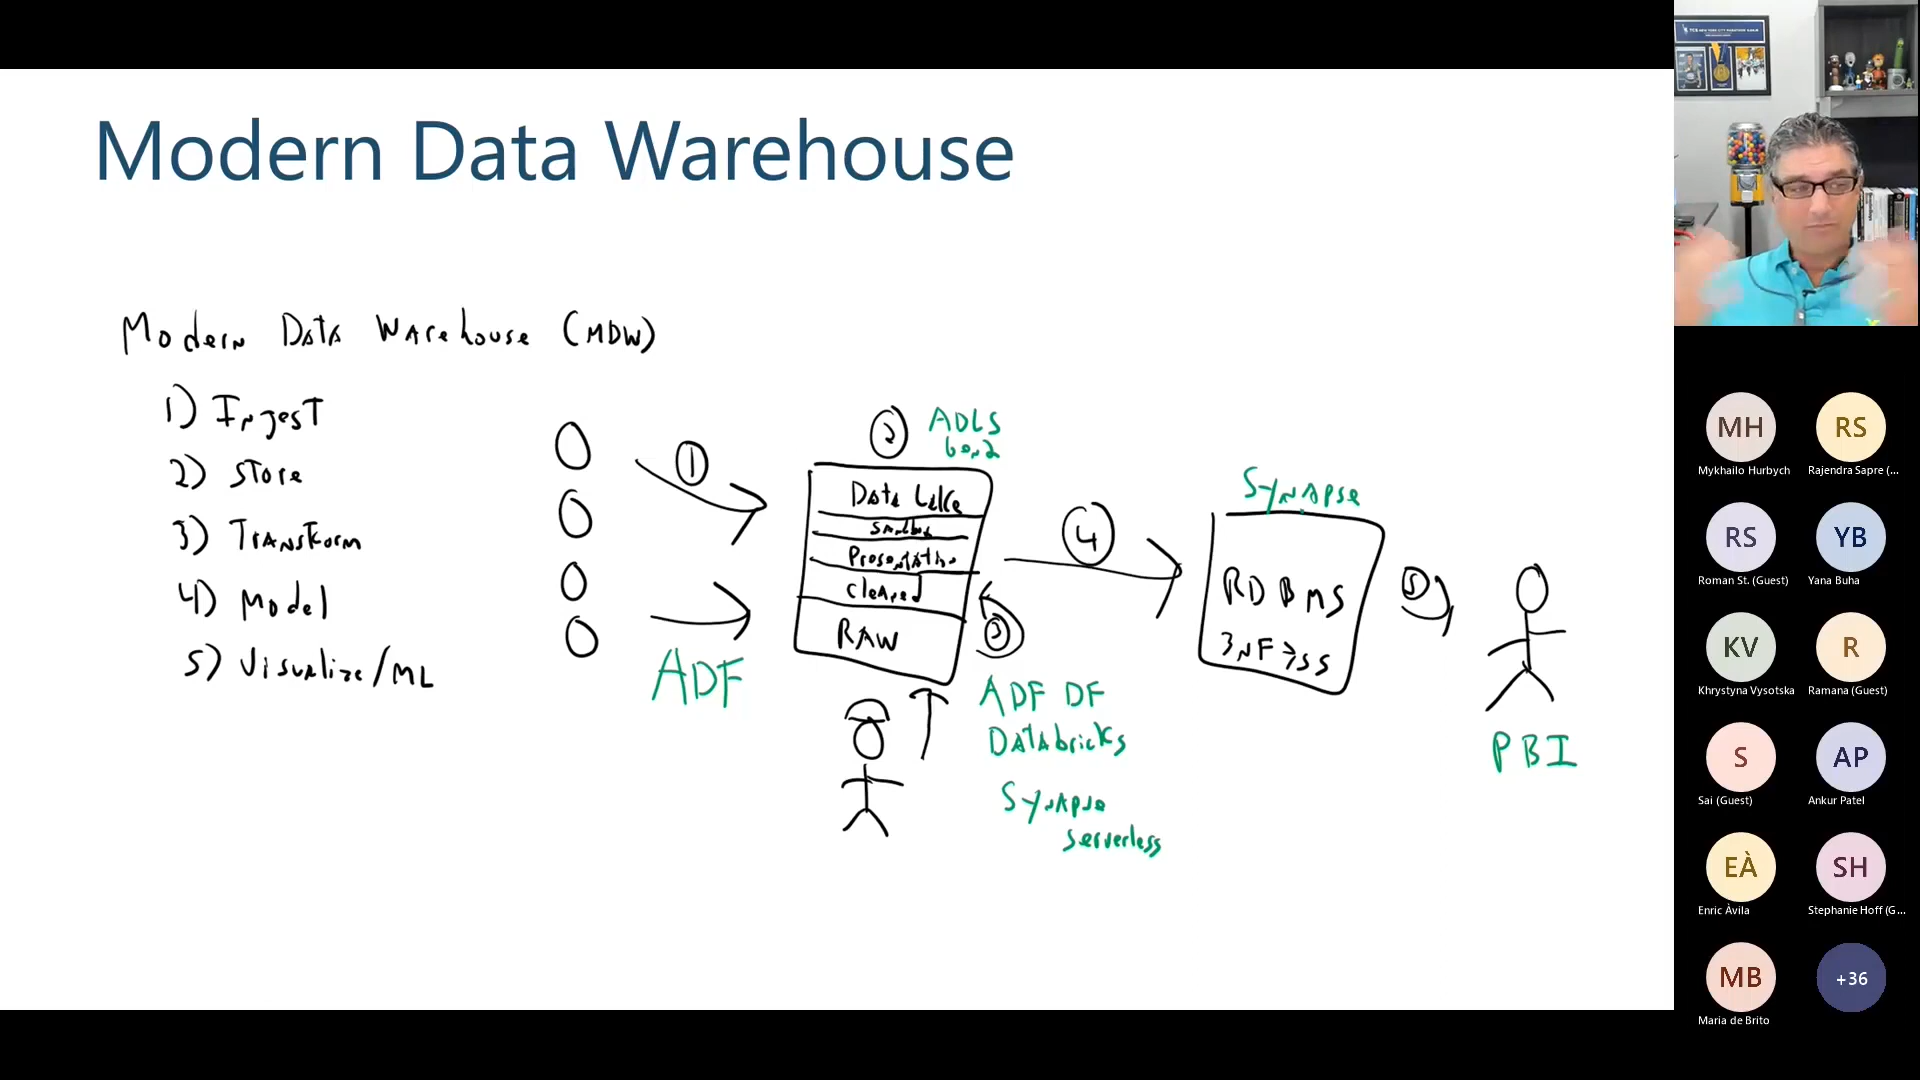 Modern Data Warehouse
Modern Data Warehouse (MDW)
1) Ingest
2) Store
3) Transform
4) Model
5) Visualize/ML
1
ADF
2
ADLS
Gen2
Data Lake
Sandbox
Presentation
Cleaned
RAW
3
ADF DF
Databricks
Synapse
Serverless
4
Synapse
RDBMS
3NF → SS
5
PBI
MH
Mykhailo Hurbych
RS
Rajendra Sapre (...
RS
Roman St. (Guest)
YB
Yana Buha
KV
Khrystyna Vysotska
R
Ramana (Guest)
S
Sai (Guest)
AP
Ankur Patel
EÀ
Enric Àvila
SH
Stephanie Hoff (G...
MB
Maria de Brito
+36